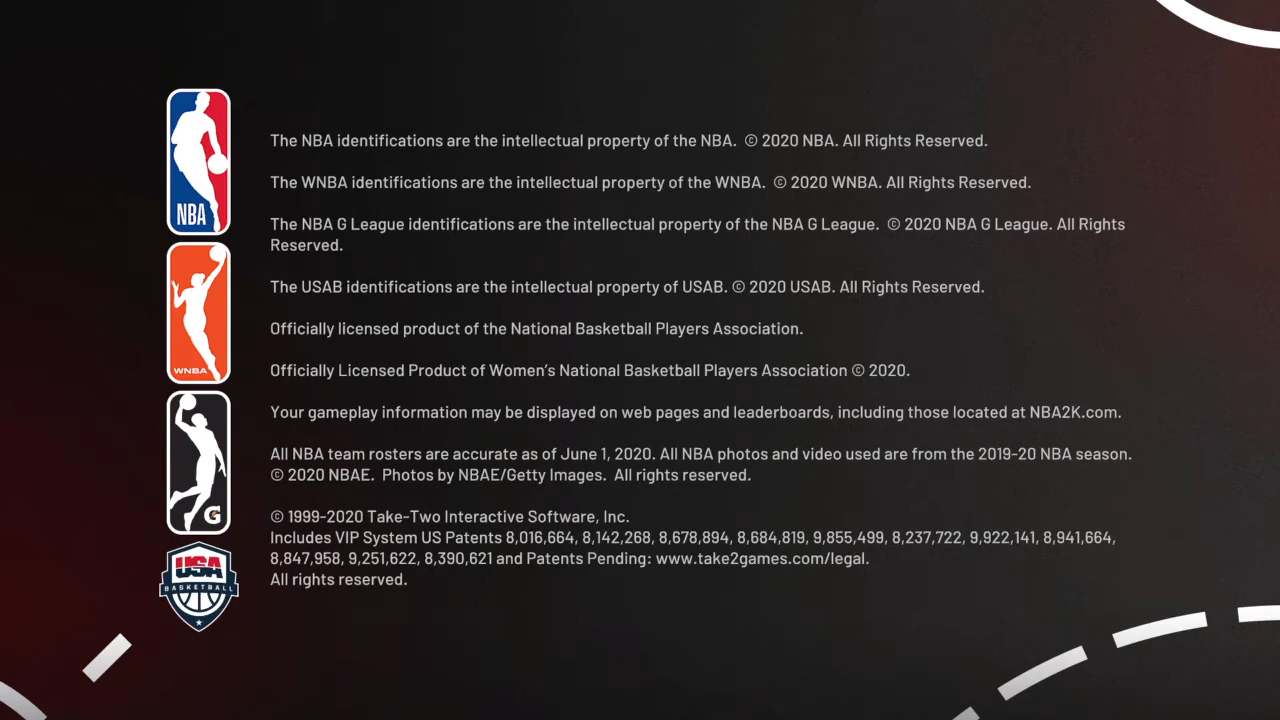 NBA
The NBA identifications are the intellectual property of the NBA.  © 2020 NBA. All Rights Reserved.
The WNBA identifications are the intellectual property of the WNBA.  © 2020 WNBA. All Rights Reserved.
The NBA G League identifications are the intellectual property of the NBA G League.  © 2020 NBA G League. All Rights
Reserved.
WNBA
The USAB identifications are the intellectual property of USAB. © 2020 USAB. All Rights Reserved.
Officially licensed product of the National Basketball Players Association.
Officially Licensed Product of Women's National Basketball Players Association © 2020.
G
Your gameplay information may be displayed on web pages and leaderboards, including those located at NBA2K.com.
All NBA team rosters are accurate as of June 1, 2020. All NBA photos and video used are from the 2019-20 NBA season.
© 2020 NBAE.  Photos by NBAE/Getty Images.  All rights reserved.
USA
BASKETBALL
© 1999-2020 Take-Two Interactive Software, Inc.
Includes VIP System US Patents 8,016,664, 8,142,268, 8,678,894, 8,684,819, 9,855,499, 8,237,722, 9,922,141, 8,941,664,
8,847,958, 9,251,622, 8,390,621 and Patents Pending: www.take2games.com/legal.
All rights reserved.